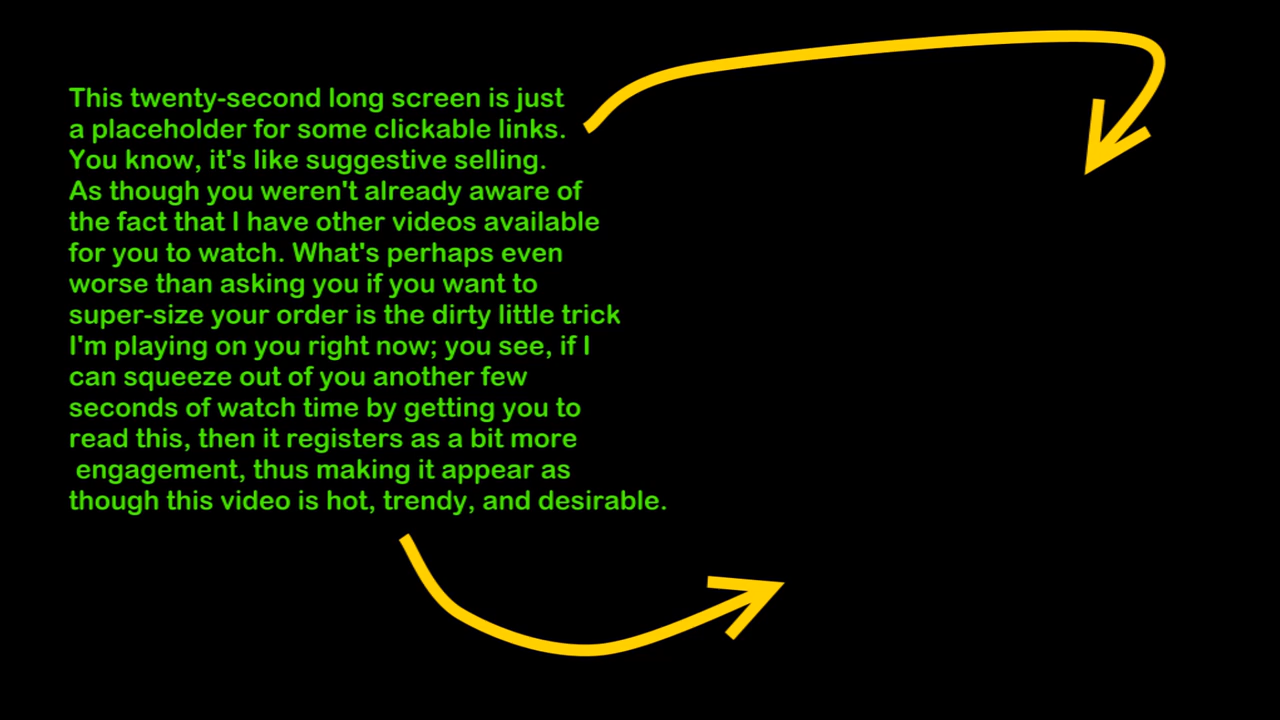 This twenty-second long screen is just
a placeholder for some clickable links.
You know, it's like suggestive selling.
As though you weren't already aware of
the fact that I have other videos available
for you to watch. What's perhaps even
worse than asking you if you want to
super-size your order is the dirty little trick
I'm playing on you right now; you see, if I
can squeeze out of you another few
seconds of watch time by getting you to
read this, then it registers as a bit more
engagement, thus making it appear as
though this video is hot, trendy, and desirable.